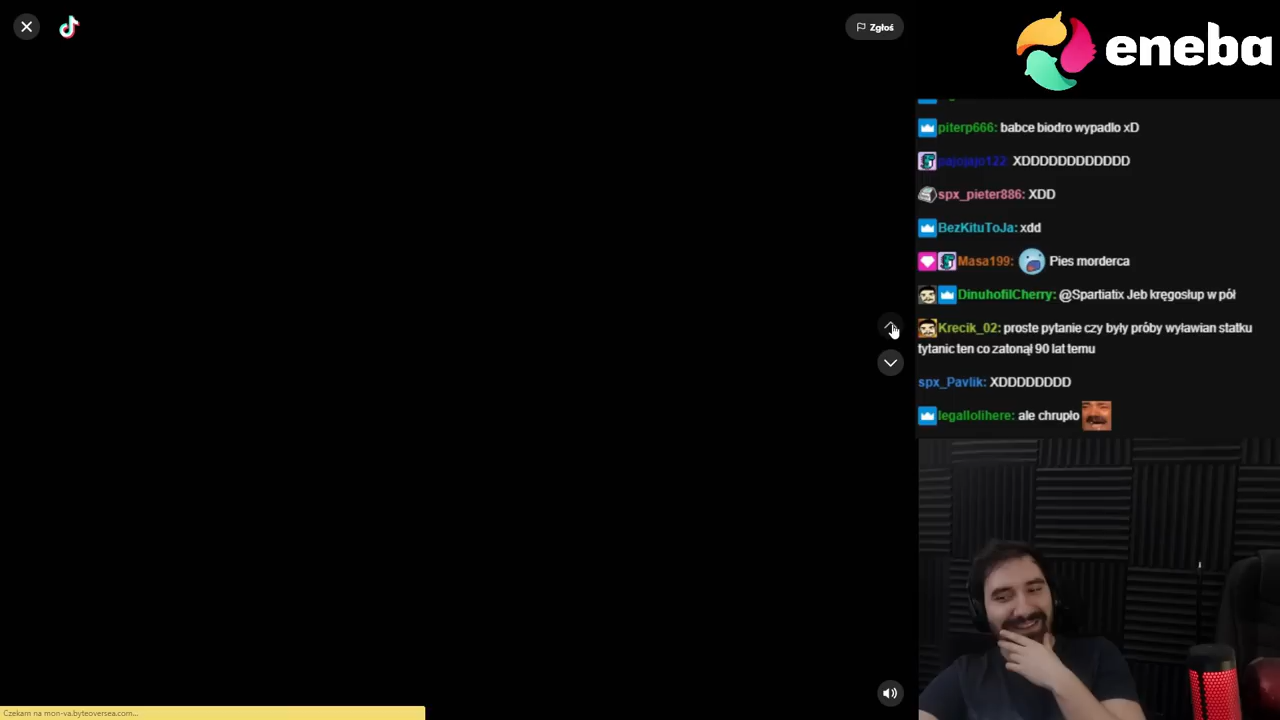 Zgłoś
eneba
piterp666: babce biodro wypadlo xD
pajojajo122 XDDDDDDDDDDDD
spx_pieter886: XDD
BezKituToJa: xdd
Masa199: Pies morderca
DinuhofilCherry: @Spartiatix Jeb kręgosłup w pół
Krecik_02: proste pytanie czy były próby wyławian statku
tytanic ten co zatonął 90 lat temu
spx_Pavlik: XDDDDDDDD
legallolihere: ale chrupło
Czekam na mon-va.byteoversea.com...